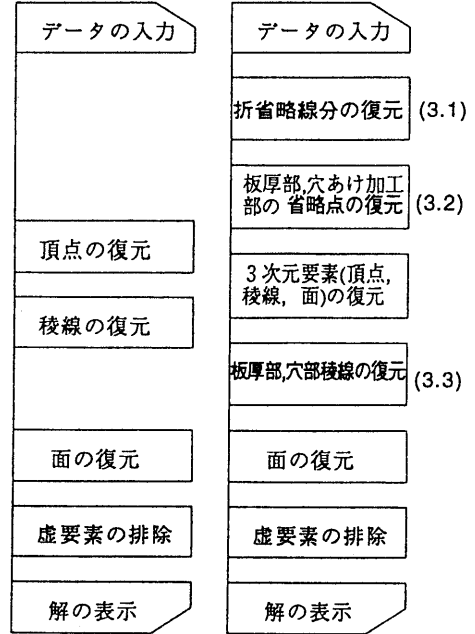 データの入力
頂点の復元
稜線の復元
面の復元
虚要素の排除
解の表示
データの入力
折省略線分の復元 (3.1)
板厚部,穴あけ加工
部の 省略点の復元 (3.2)
3次元要素(頂点,
稜線, 面)の復元
板厚部,穴部稜線の復元 (3.3)
面の復元
虚要素の排除
解の表示